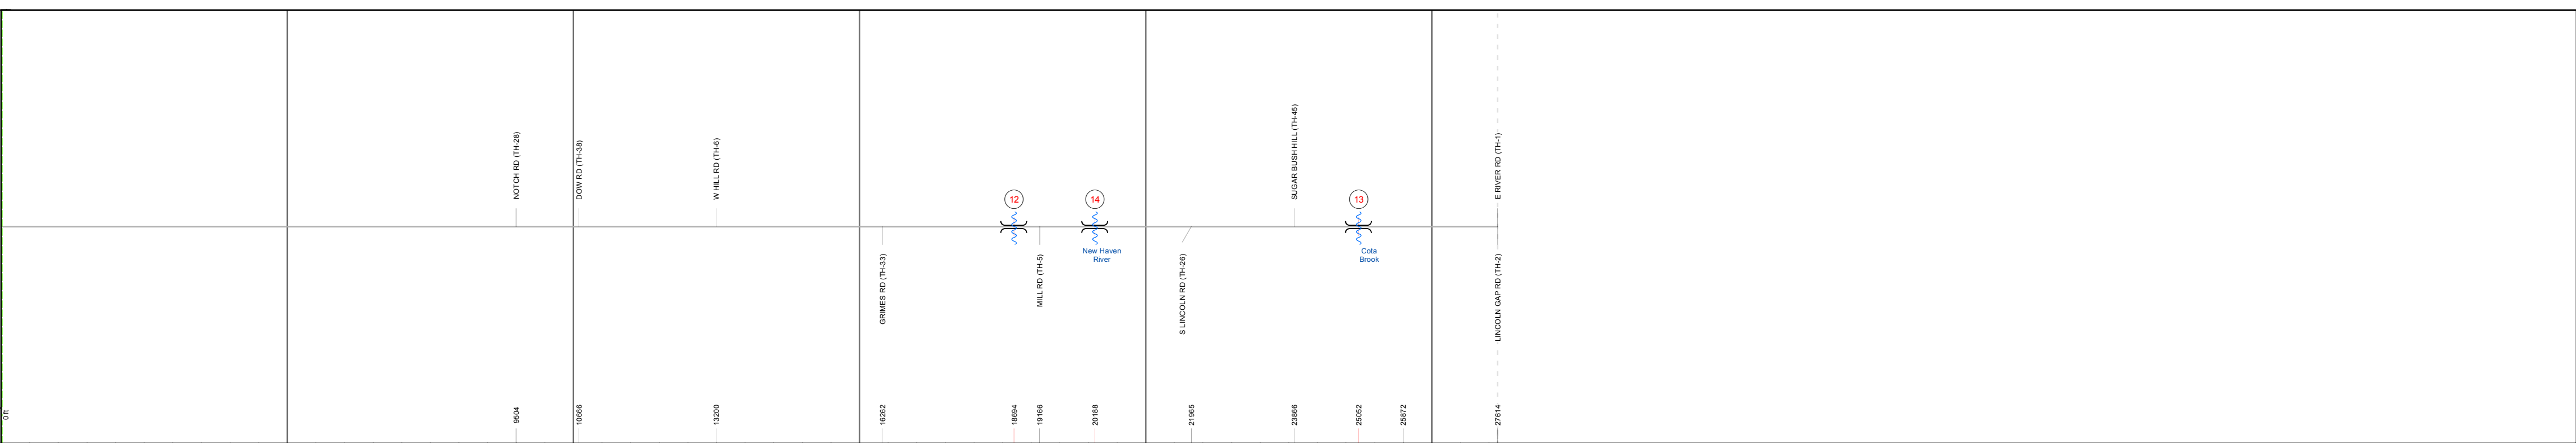 NOTCH RD (TH-28)
DOW RD (TH-38)
W HILL RD (TH-6)
SUGAR BUSH HILL (TH-45)
E RIVER RD (TH-1)
12
14
13
New Haven
River
Cota
Brook
GRIMES RD (TH-33)
MILL RD (TH-5)
S LINCOLN RD (TH-26)
LINCOLN GAP RD (TH-2)
0 ft
9504
10666
13200
16262
18694
19166
20188
21965
23866
25052
25872
27614